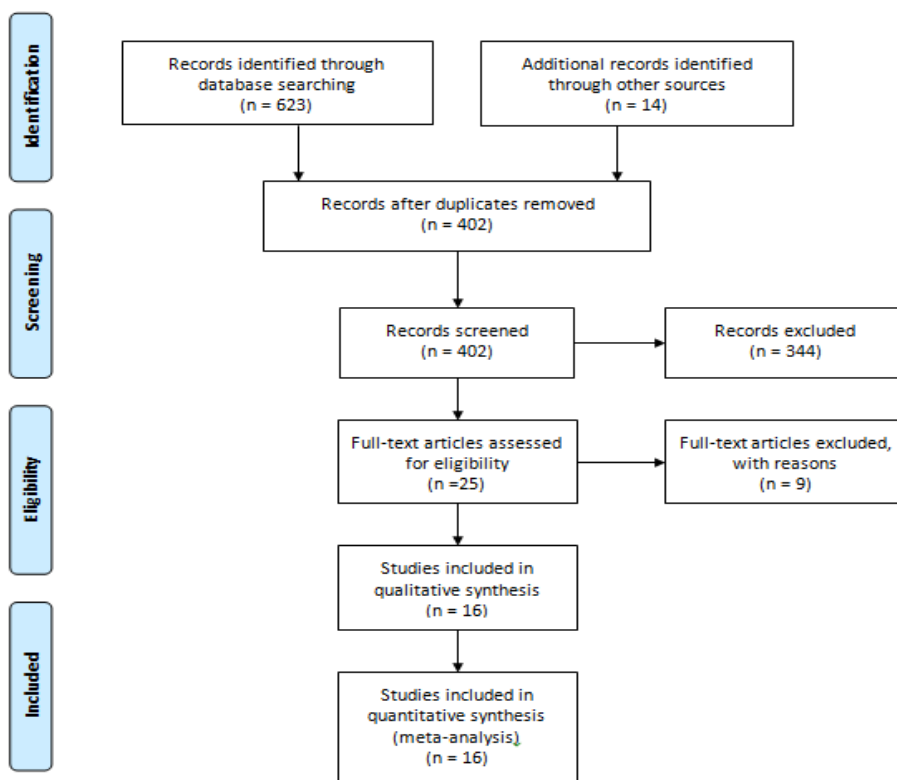 Identification
Records identified through
database searching
(n = 623)
Additional records identified
through other sources
(n = 14)
Records after duplicates removed
(n = 402)
Screening
Records screened
(n = 402)
Records excluded
(n = 344)
Eligibility
Full-text articles assessed
for eligibility
(n =25)
Full-text articles excluded,
with reasons
(n = 9)
Studies included in
qualitative synthesis
(n = 16)
Included
Studies included in
quantitative synthesis
(meta-analysis)
(n = 16)